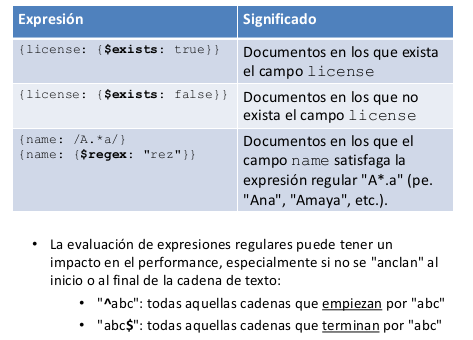 Expresión Significado
{license: {$exists: true}} Documentos en los que exista
el campo license
{license: {$exists: false}} Documentos en los que no
exista el campo license
{name: /A.*a/} Documentos en los que el
{name: {$regex: "rez"}} campo name satisfaga la
expresión regular "A*.a" (pe.
"Ana", "Amaya", etc.).
• La evaluación de expresiones regulares puede tener un
impacto en el performance, especialmente si no se "anclan" al
inicio o al final de la cadena de texto:
• "^abc": todas aquellas cadenas que empiezan por "abc"
• "abc$": todas aquellas cadenas que terminan por "abc"